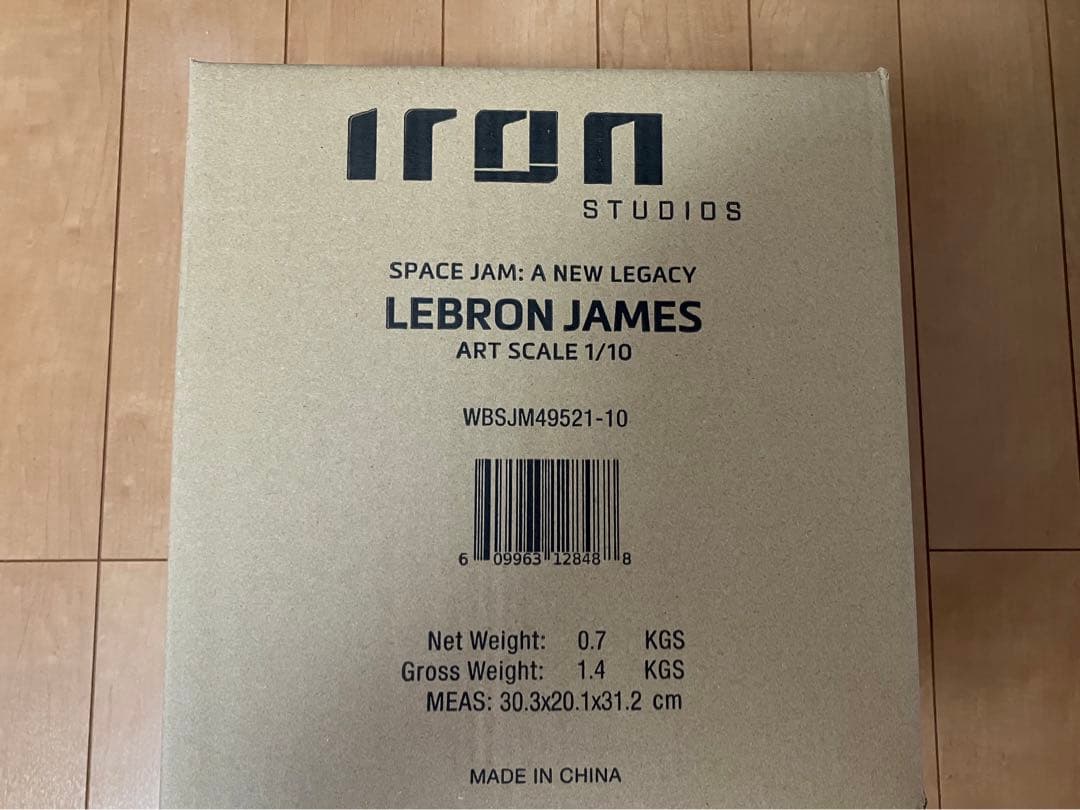 iron
STUDIOS
SPACE JAM: A NEW LEGACY
LEBRON JAMES
ART SCALE 1/10
WBSJM49521-10
6 09963 12848 8
Net Weight: 0.7 KGS
Gross Weight: 1.4 KGS
MEAS: 30.3x20.1x31.2 cm
MADE IN CHINA